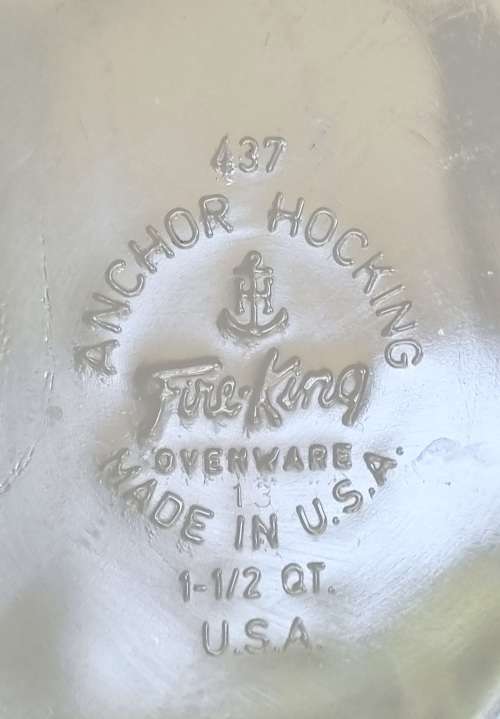 437
ANCHOR HOCKING
H
Fire-King
OVENWARE
13
MADE IN U.S.A.
1-1/2 QT.
U.S.A.